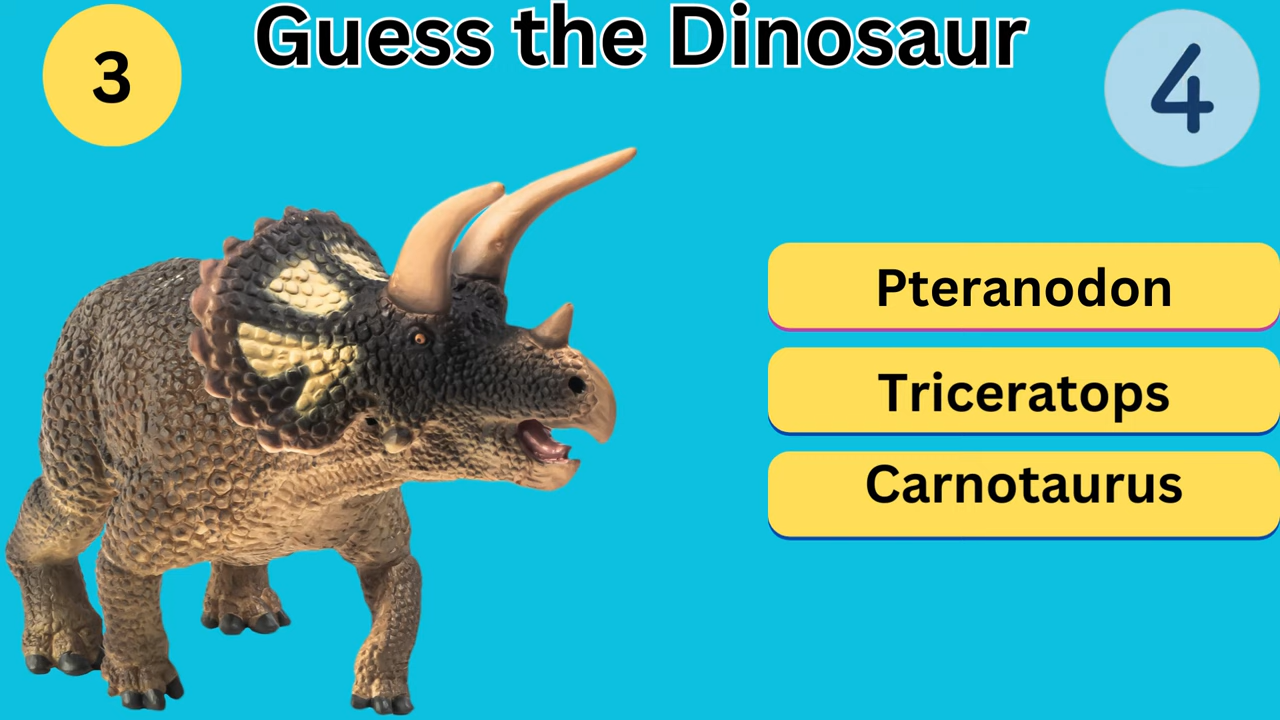 Guess the Dinosaur
3
4
Pteranodon
Triceratops
Carnotaurus